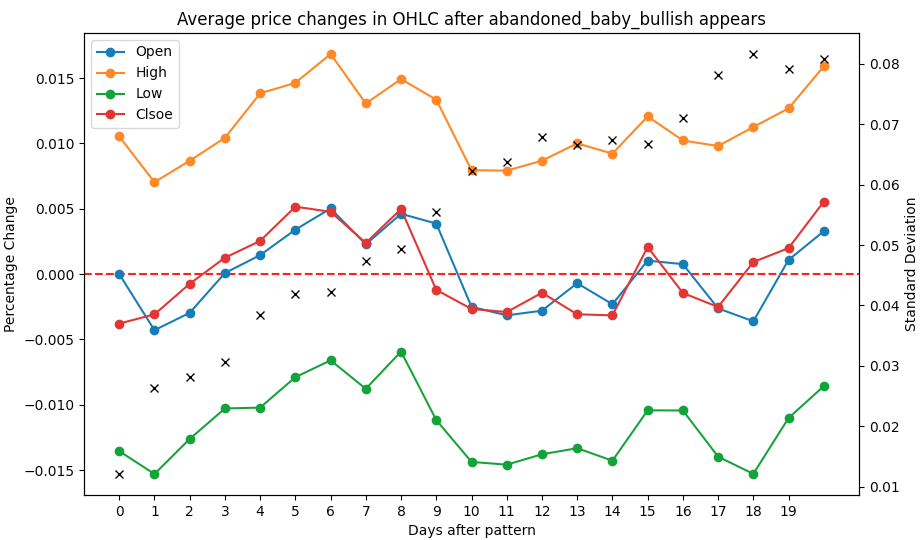 Average price changes in OHLC after abandoned_baby_bullish appears
Open
High
Low
Clsoe
0.015
0.010
0.005
0.000
−0.005
−0.010
−0.015
Percentage Change
0.08
0.07
0.06
0.05
0.04
0.03
0.02
0.01
Standard Deviation
0 1 2 3 4 5 6 7 8 9 10 11 12 13 14 15 16 17 18 19
Days after pattern